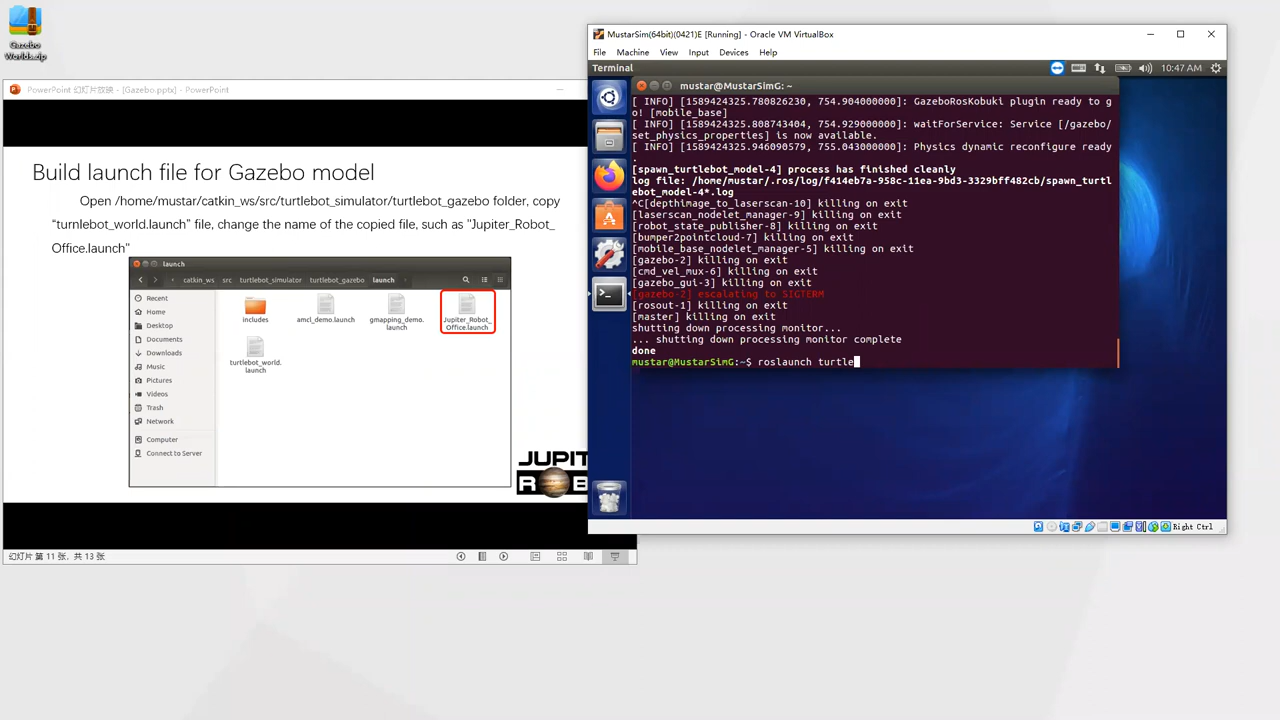 Gazebo
Worlds.zip
PowerPoint 幻灯片放映 - [Gazebo.pptx] - PowerPoint
Build launch file for Gazebo model
Open /home/mustar/catkin_ws/src/turtlebot_simulator/turtlebot_gazebo folder, copy
“turnlebot_world.launch” file, change the name of the copied file, such as "Jupiter_Robot_
Office.launch"
launch
catkin_ws src turtlebot_simulator turtlebot_gazebo launch
Recent
Home
Desktop
Documents
Downloads
Music
Pictures
Videos
Trash
Network
Computer
Connect to Server
includes
amcl_demo.launch
gmapping_demo.
launch
Jupiter_Robot_
Office.launch
turtlebot_world.
launch
JUPIT
R B
幻灯片 第 11 张，共 13 张
MustarSim(64bit)(0421)E [Running] - Oracle VM VirtualBox
File Machine View Input Devices Help
Terminal
10:47 AM
mustar@MustarSimG: ~
[ INFO] [1589424325.780826230, 754.904000000]: GazeboRosKobuki plugin ready to g
o! [mobile_base]
[ INFO] [1589424325.808743404, 754.929000000]: waitForService: Service [/gazebo/
set_physics_properties] is now available.
[ INFO] [1589424325.946090579, 755.043000000]: Physics dynamic reconfigure ready
.
[spawn_turtlebot_model-4] process has finished cleanly
log file: /home/mustar/.ros/log/f414eb7a-958c-11ea-9bd3-3329bff482cb/spawn_turtl
ebot_model-4*.log
^C[depthimage_to_laserscan-10] killing on exit
[laserscan_nodelet_manager-9] killing on exit
[robot_state_publisher-8] killing on exit
[bumper2pointcloud-7] killing on exit
[mobile_base_nodelet_manager-5] killing on exit
[gazebo-2] killing on exit
[cmd_vel_mux-6] killing on exit
[gazebo_gui-3] killing on exit
[gazebo-2] escalating to SIGTERM
[rosout-1] killing on exit
[master] killing on exit
shutting down processing monitor...
... shutting down processing monitor complete
done
mustar@MustarSimG:~$ roslaunch turtle
Right Ctrl